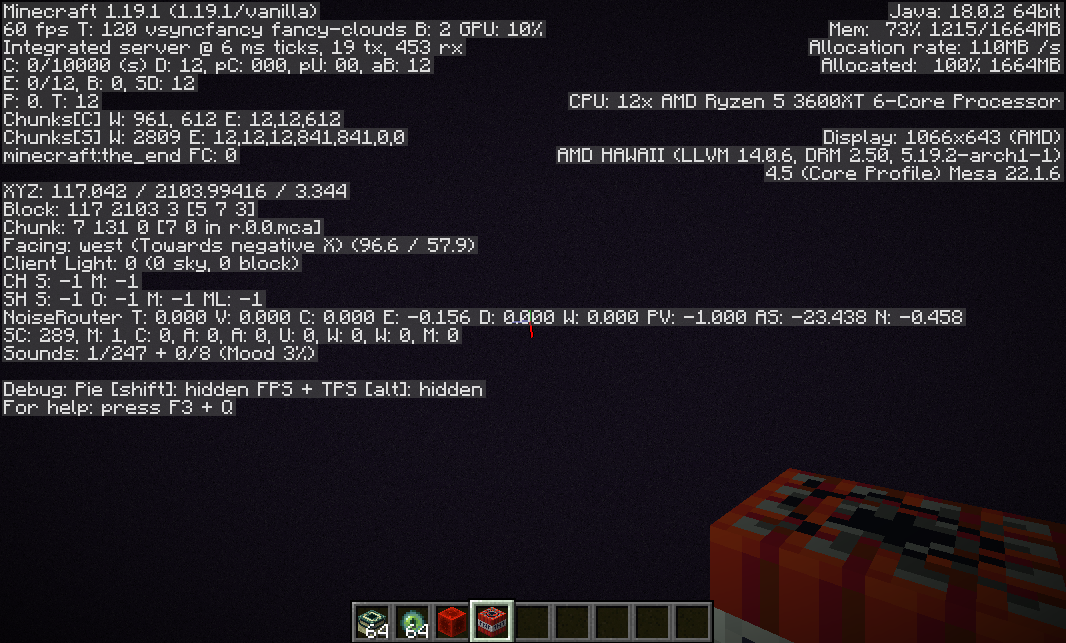 Minecraft 1.19.1 (1.19.1/vanilla)
60 fps T: 120 vsyncfancy fancy-clouds B: 2 GPU: 10%
Integrated server @ 6 ms ticks, 19 tx, 453 rx
C: 0/10000 (s) D: 12, pC: 000, pU: 00, aB: 12
E: 0/12, B: 0, SD: 12
P: 0. T: 12
Chunks[C] W: 961, 612 E: 12,12,612
Chunks[S] W: 2809 E: 12,12,12,841,841,0,0
minecraft:the_end FC: 0
XYZ: 117.042 / 2103.99416 / 3.344
Block: 117 2103 3 [5 7 3]
Chunk: 7 131 0 [7 0 in r.0.0.mca]
Facing: west (Towards negative X) (96.6 / 57.9)
Client Light: 0 (0 sky, 0 block)
CH S: -1 M: -1
SH S: -1 O: -1 M: -1 ML: -1
NoiseRouter T: 0.000 V: 0.000 C: 0.000 E: -0.156 D: 0.000 W: 0.000 PV: -1.000 AS: -23.438 N: -0.458
SC: 289, M: 1, C: 0, A: 0, A: 0, U: 0, W: 0, W: 0, M: 0
Sounds: 1/247 + 0/8 (Mood 3%)
Debug: Pie [shift]: hidden FPS + TPS [alt]: hidden
For help: press F3 + Q
Java: 18.0.2 64bit
Mem: 73% 1215/1664MB
Allocation rate: 110MB /s
Allocated: 100% 1664MB
CPU: 12x AMD Ryzen 5 3600XT 6-Core Processor
Display: 1066x643 (AMD)
AMD HAWAII (LLVM 14.0.6, DRM 2.50, 5.19.2-arch1-1)
4.5 (Core Profile) Mesa 22.1.6
64 64